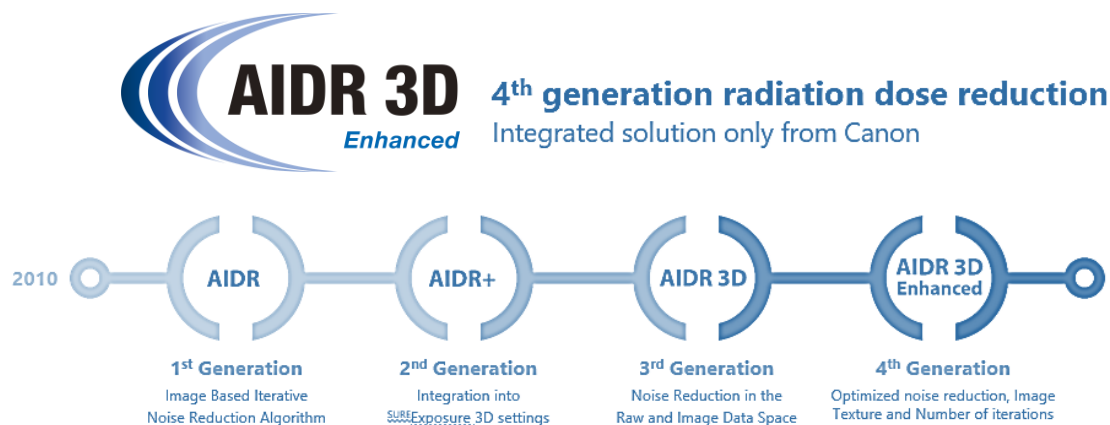 AIDR 3D
Enhanced
4th generation radiation dose reduction
Integrated solution only from Canon
2010
AIDR
AIDR+
AIDR 3D
AIDR 3D
Enhanced
1st Generation
Image Based Iterative
Noise Reduction Algorithm
2nd Generation
Integration into
SUREExposure 3D settings
3rd Generation
Noise Reduction in the
Raw and Image Data Space
4th Generation
Optimized noise reduction, Image
Texture and Number of iterations